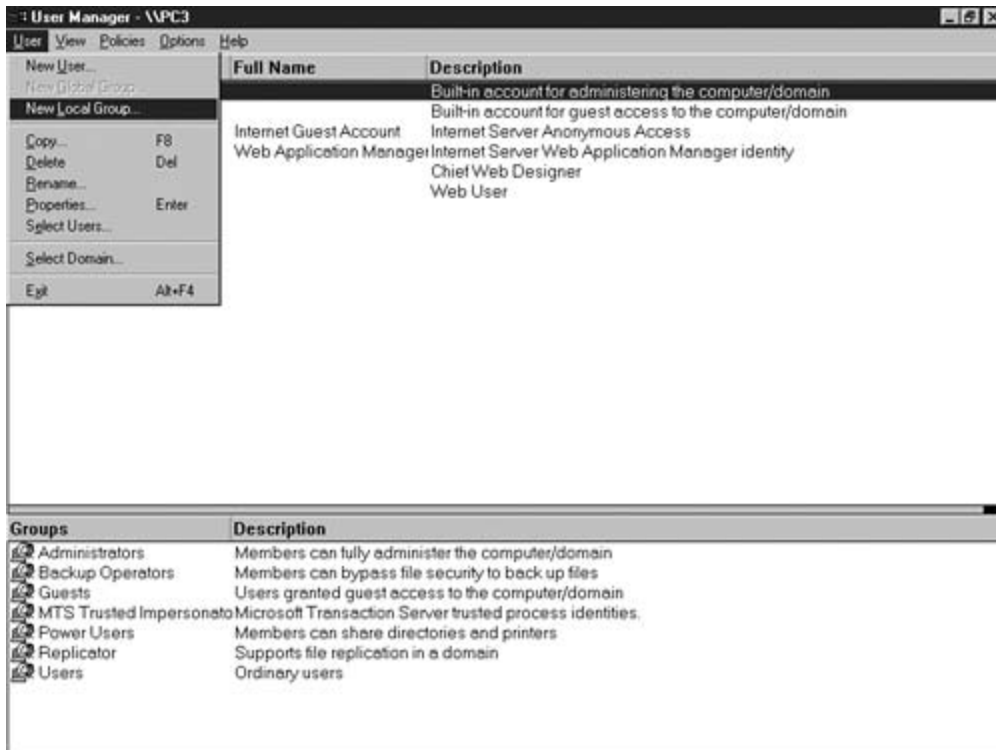 User Manager - \\PC3
User View Policies Options Help
New User...
New Global Group...
New Local Group...
Copy... F8
Delete Del
Rename...
Properties... Enter
Select Users...
Select Domain...
Exit Alt+F4
Full Name Description
Built-in account for administering the computer/domain
Built-in account for guest access to the computer/domain
Internet Guest Account Internet Server Anonymous Access
Web Application Manager Internet Server Web Application Manager identity
Chief Web Designer
Web User
Groups Description
Administrators Members can fully administer the computer/domain
Backup Operators Members can bypass file security to back up files
Guests Users granted guest access to the computer/domain
MTS Trusted Impersonato Microsoft Transaction Server trusted process identities.
Power Users Members can share directories and printers
Replicator Supports file replication in a domain
Users Ordinary users